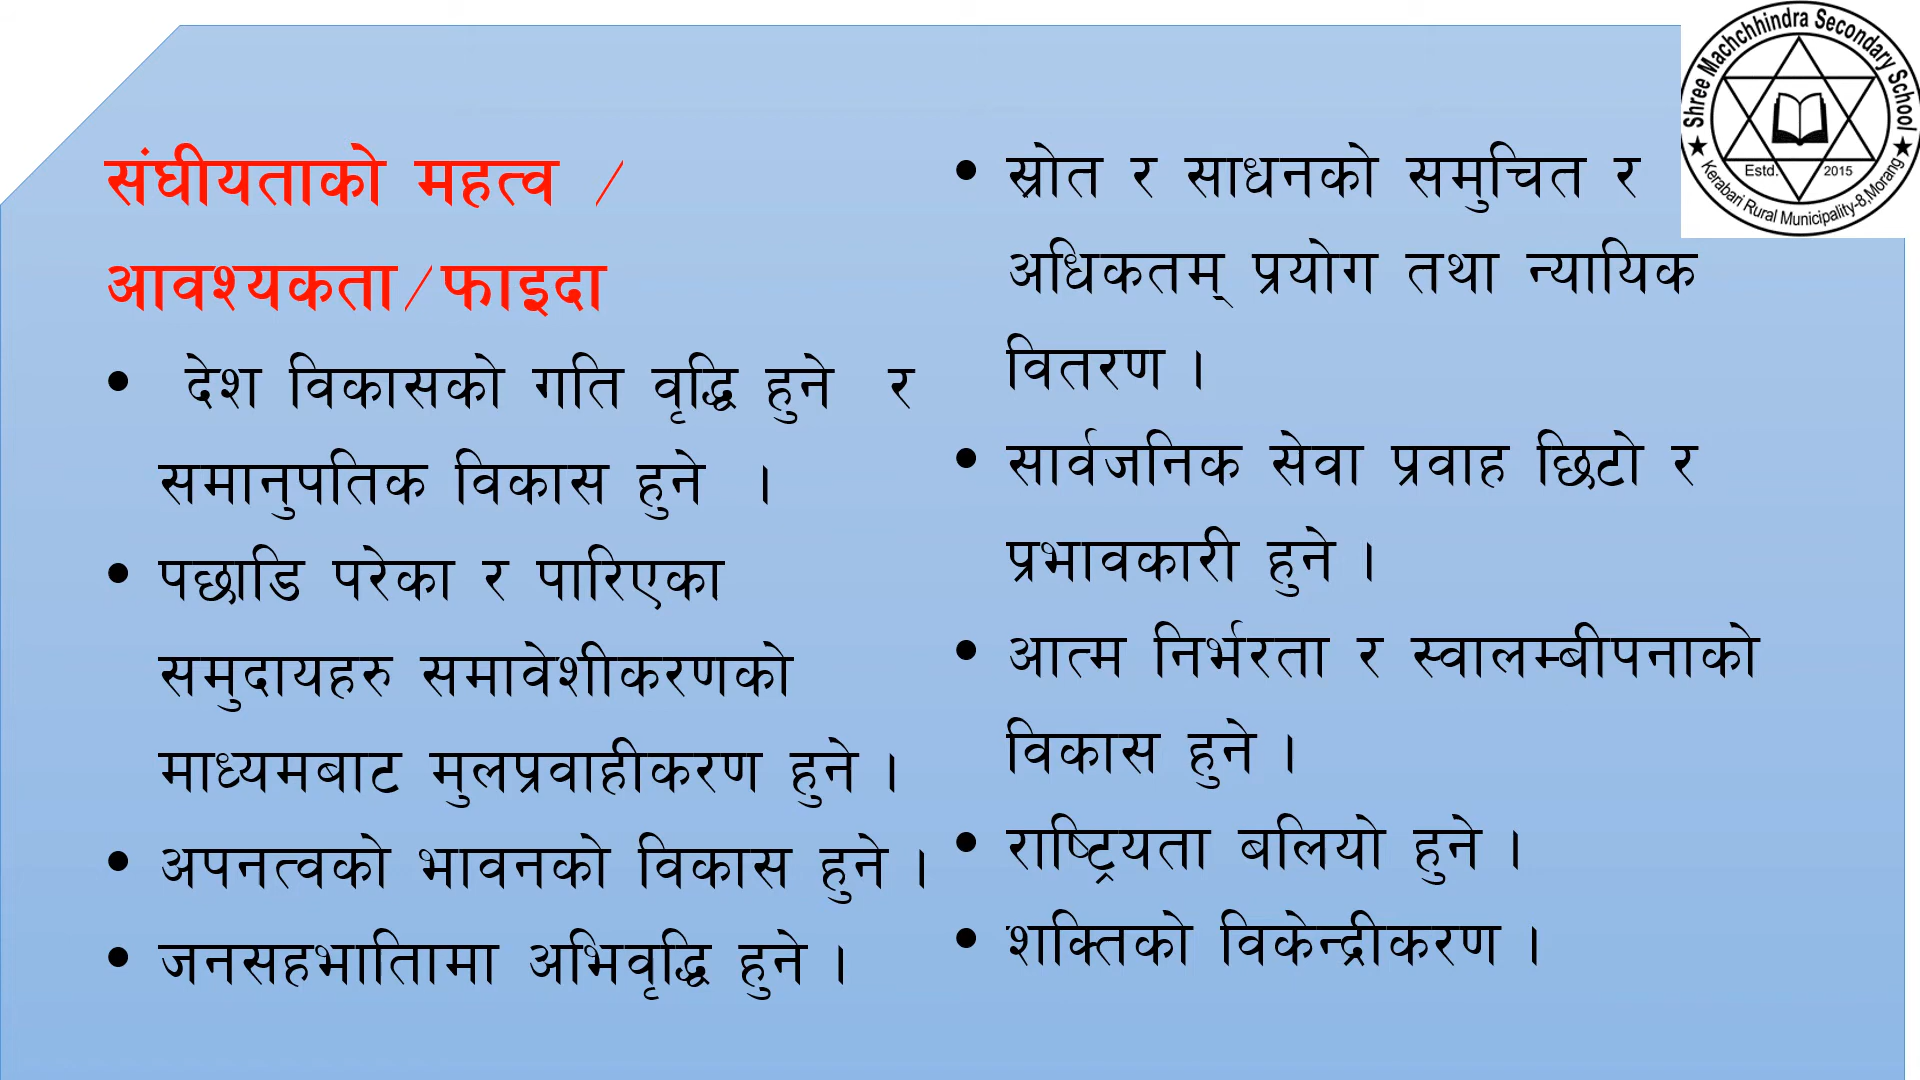 संघीयताको महत्व /
आवश्यकता/फाइदा
• देश विकासको गति वृद्धि हुने र
समानुपतिक विकास हुने ।
• पछाडि परेका र पारिएका
समुदायहरु समावेशीकरणको
माध्यमबाट मुलप्रवाहीकरण हुने ।
• अपनत्वको भावनको विकास हुने ।
• जनसहभातिामा अभिवृद्धि हुने ।
• स्रोत र साधनको समुचित र
अधिकतम् प्रयोग तथा न्यायिक
वितरण ।
• सार्वजनिक सेवा प्रवाह छिटो र
प्रभावकारी हुने ।
• आत्म निर्भरता र स्वालम्बीपनाको
विकास हुने ।
• राष्ट्रियता बलियो हुने ।
• शक्तिको विकेन्द्रीकरण ।
Shree Machchhindra Secondary School
Estd. 2015
Kerabari Rural Municipality-8,Morang